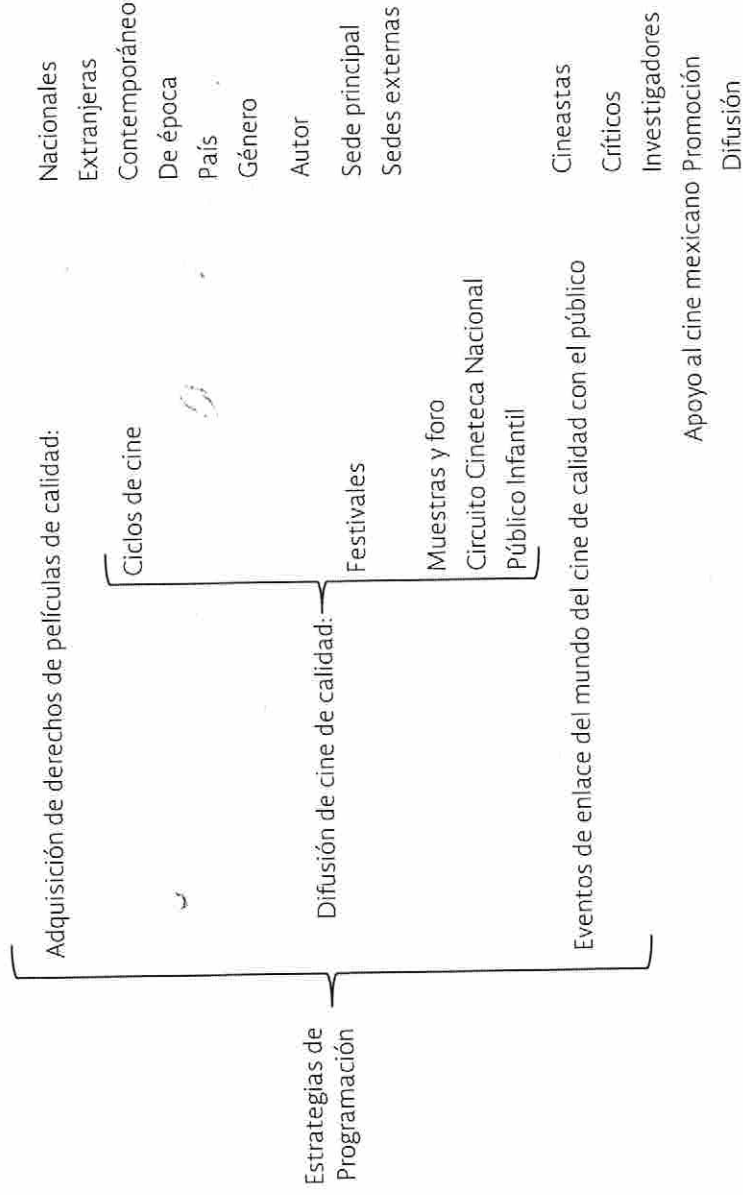 Estrategias de
Programación
Adquisición de derechos de películas de calidad:
Nacionales
Extranjeras
Difusión de cine de calidad:
Ciclos de cine
Contemporáneo
De época
País
Género
Autor
Festivales
Sede principal
Sedes externas
Muestras y foro
Circuito Cineteca Nacional
Público Infantil
Eventos de enlace del mundo del cine de calidad con el público
Cineastas
Críticos
Investigadores
Apoyo al cine mexicano Promoción
Difusión